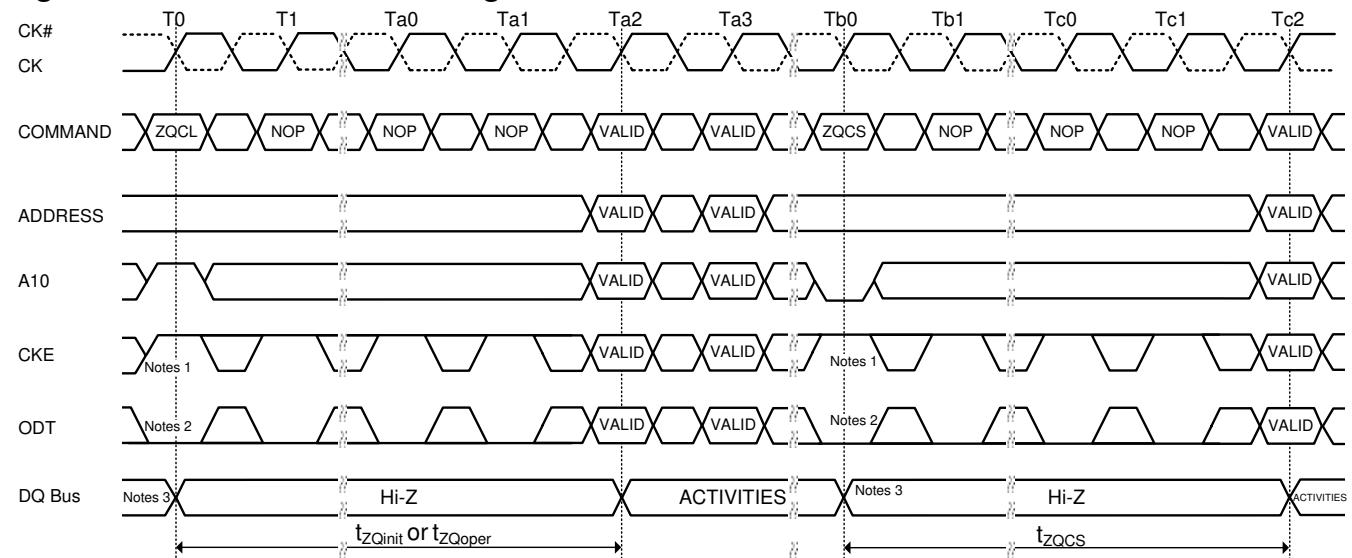 T0 T1 Ta0 Ta1 Ta2 Ta3 Tb0 Tb1 Tc0 Tc1 Tc2
CK#
CK
COMMAND ZQCL NOP NOP NOP VALID VALID ZQCS NOP NOP NOP VALID
ADDRESS VALID VALID VALID
A10 VALID VALID VALID
CKE Notes 1 VALID VALID Notes 1 VALID
ODT Notes 2 VALID VALID Notes 2 VALID
DQ Bus Notes 3 Hi-Z ACTIVITIES Notes 3 Hi-Z ACTIVITIES
tZQinit or tZQoper tZQCS